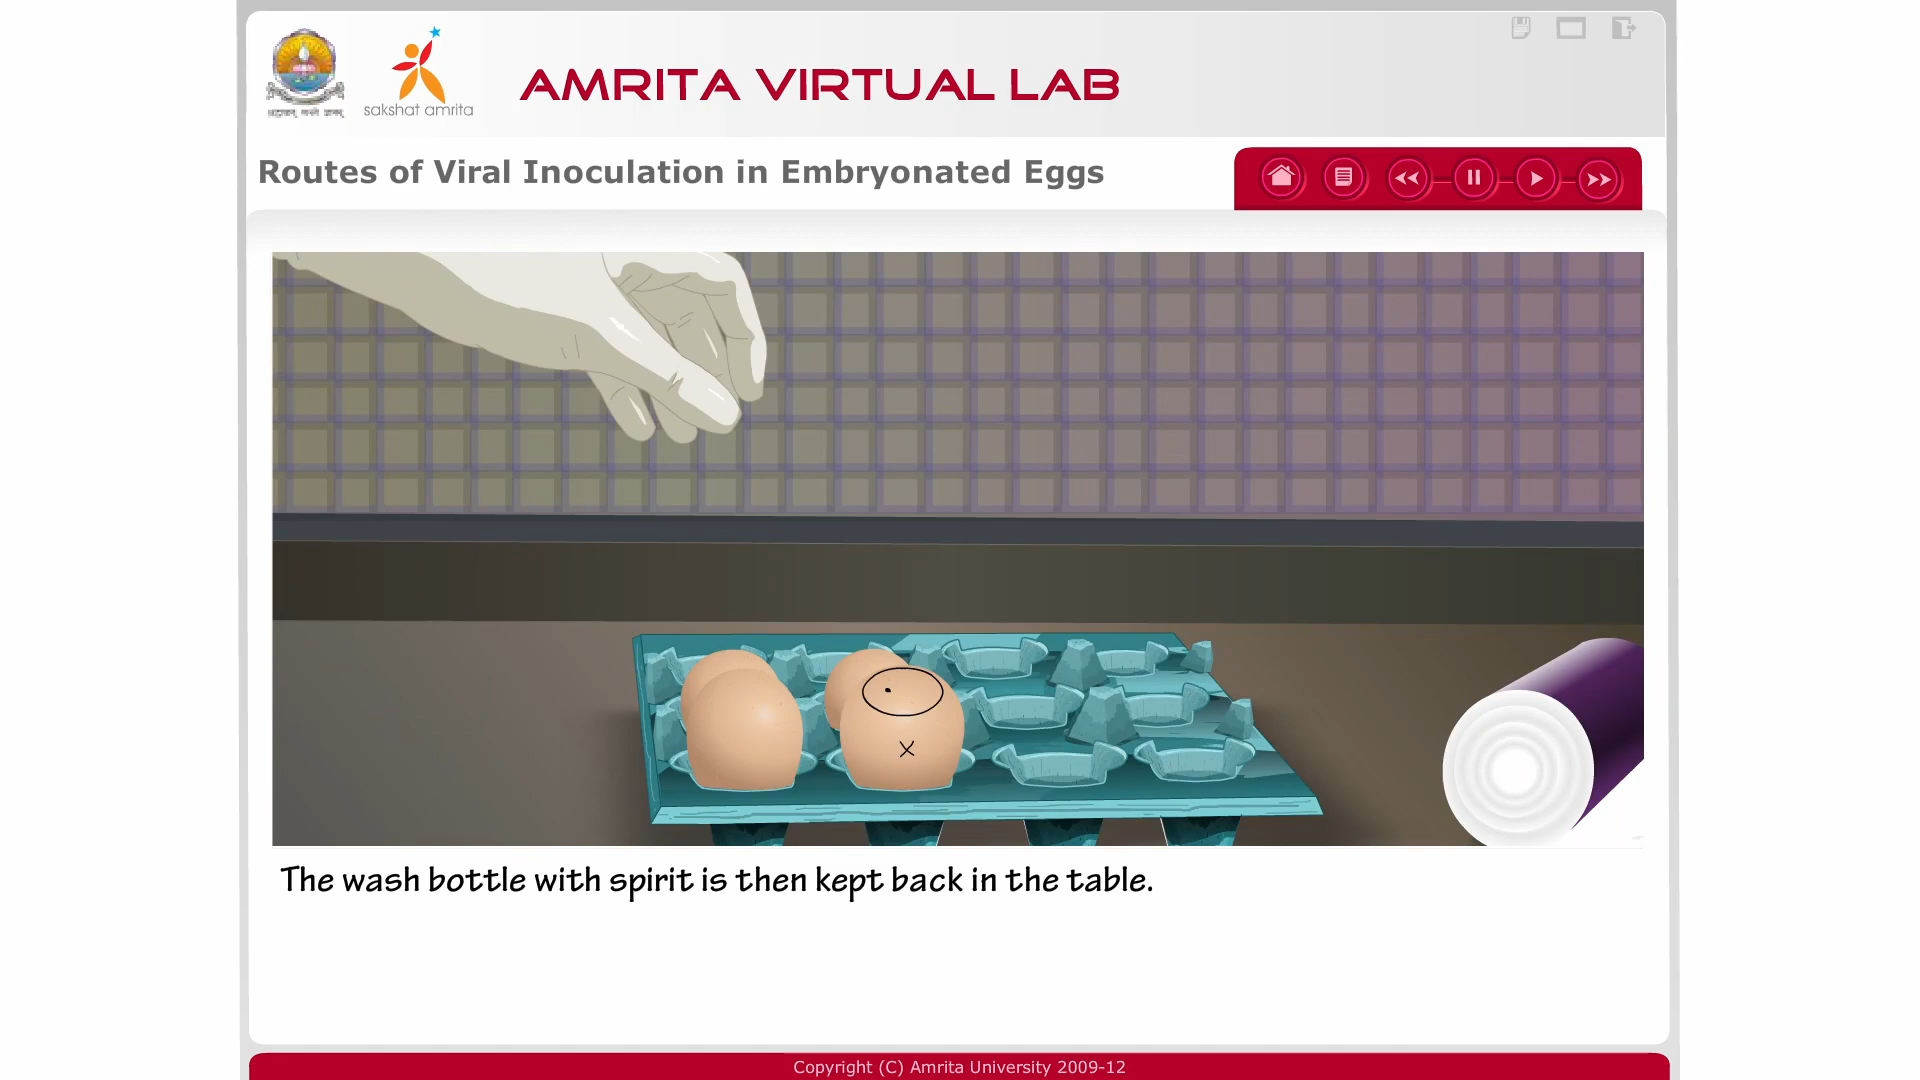 sakshat amrita
AMRITA VIRTUAL LAB
Routes of Viral Inoculation in Embryonated Eggs
X
The wash bottle with spirit is then kept back in the table.
Copyright (C) Amrita University 2009-12